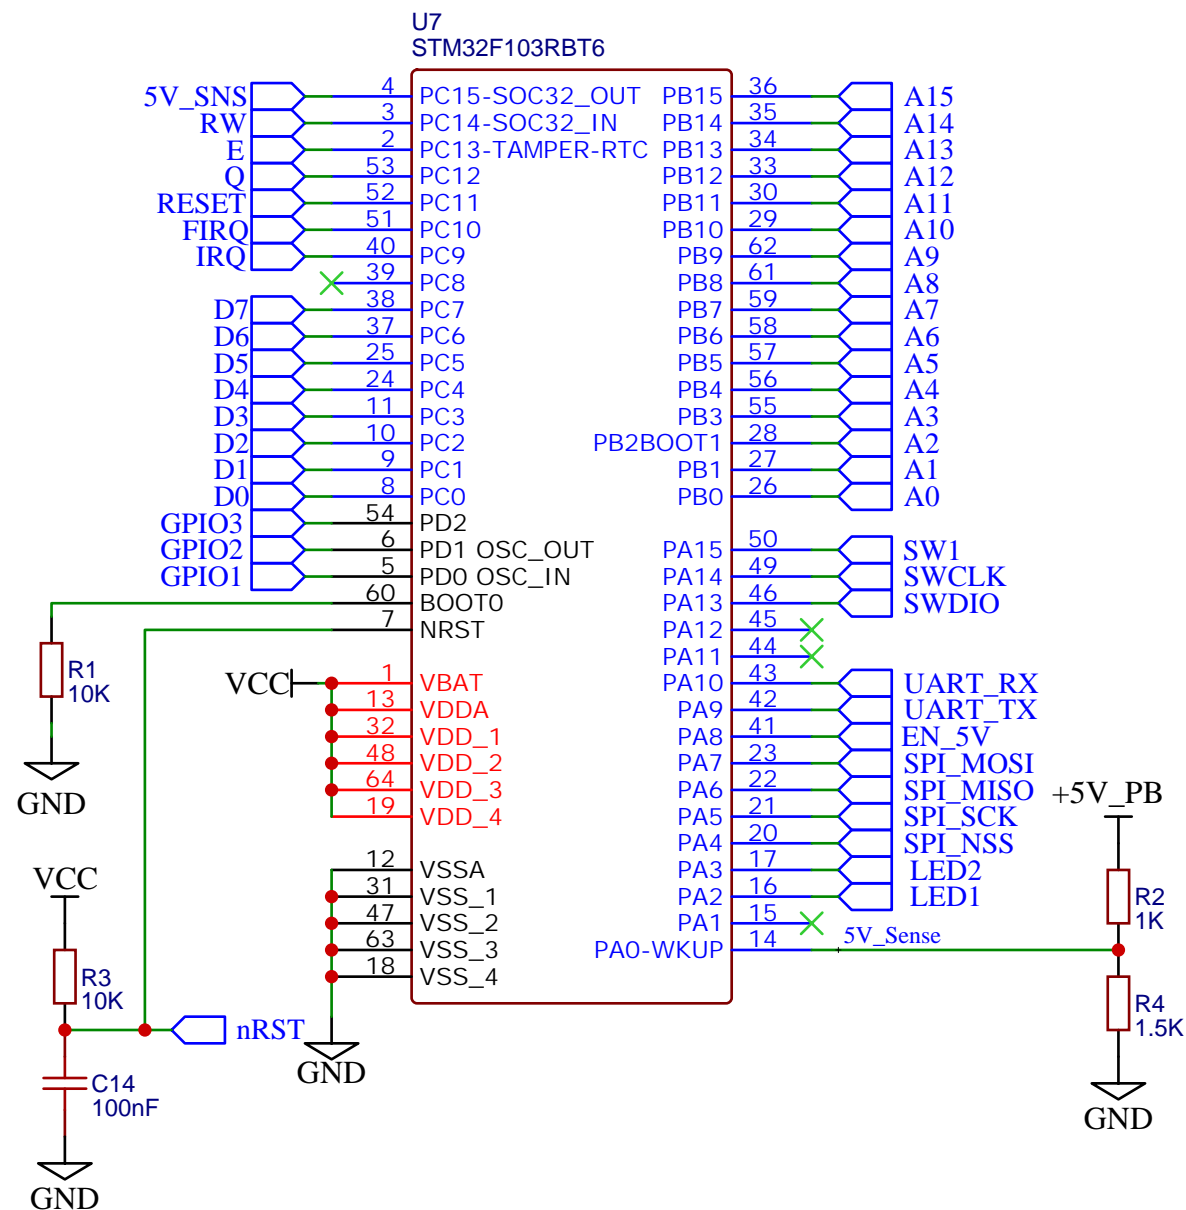 U7
STM32F103RBT6
5V_SNS 4 PC15-SOC32_OUT PB15 36 A15
RW 3 PC14-SOC32_IN PB14 35 A14
E 2 PC13-TAMPER-RTC PB13 34 A13
Q 53 PC12 PB12 33 A12
RESET 52 PC11 PB11 30 A11
FIRQ 51 PC10 PB10 29 A10
IRQ 40 PC9 PB9 62 A9
39 PC8 PB8 61 A8
D7 38 PC7 PB7 59 A7
D6 37 PC6 PB6 58 A6
D5 25 PC5 PB5 57 A5
D4 24 PC4 PB4 56 A4
D3 11 PC3 PB3 55 A3
D2 10 PC2 PB2BOOT1 28 A2
D1 9 PC1 PB1 27 A1
D0 8 PC0 PB0 26 A0
GPIO3 54 PD2
GPIO2 6 PD1 OSC_OUT PA15 50 SW1
GPIO1 5 PD0 OSC_IN PA14 49 SWCLK
60 BOOT0 PA13 46 SWDIO
7 NRST PA12 45
PA11 44
R1
10K
GND
VCC 1 VBAT PA10 43 UART_RX
13 VDDA PA9 42 UART_TX
32 VDD_1 PA8 41 EN_5V
48 VDD_2 PA7 23 SPI_MOSI
64 VDD_3 PA6 22 SPI_MISO
19 VDD_4 PA5 21 SPI_SCK
PA4 20 SPI_NSS
12 VSSA PA3 17 LED2
31 VSS_1 PA2 16 LED1
47 VSS_2 PA1 15
63 VSS_3 PA0-WKUP 14 5V_Sense
18 VSS_4
GND
+5V_PB
R2
1K
R4
1.5K
GND
VCC
R3
10K
nRST
C14
100nF
GND